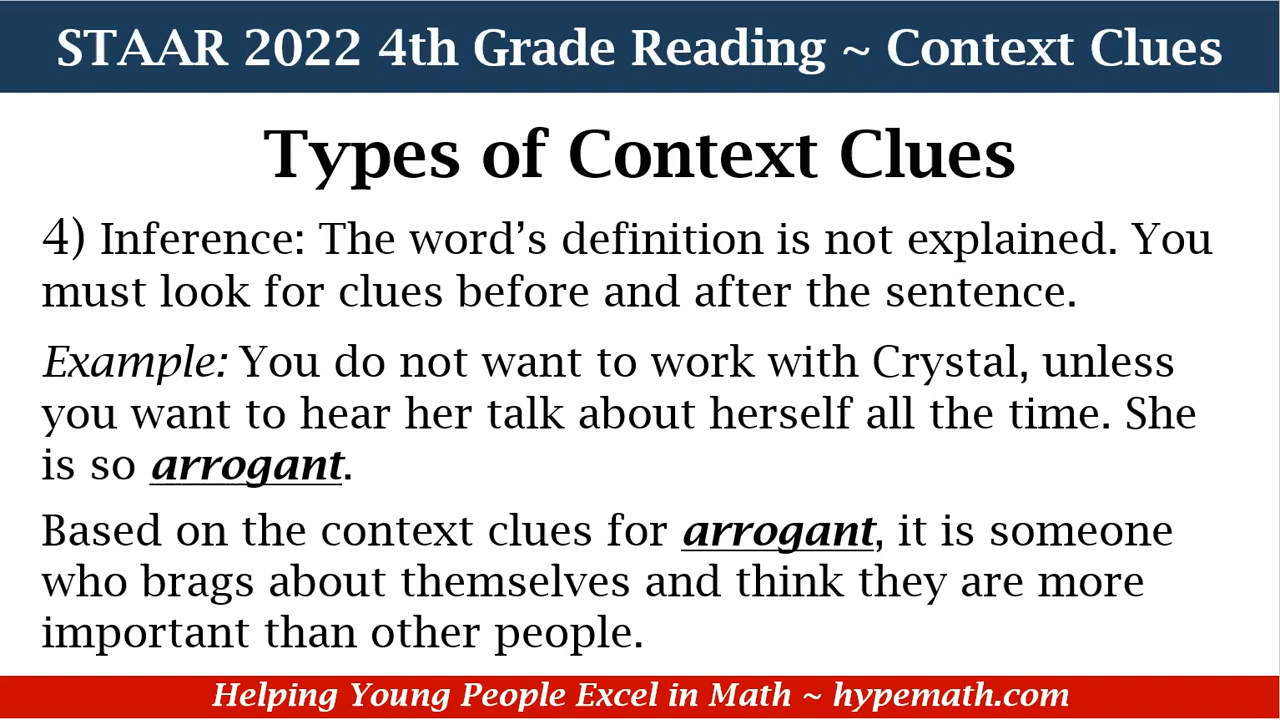 STAAR 2022 4th Grade Reading ~ Context Clues
Types of Context Clues
4) Inference: The word’s definition is not explained. You
must look for clues before and after the sentence.
Example: You do not want to work with Crystal, unless
you want to hear her talk about herself all the time. She
is so arrogant.
Based on the context clues for arrogant, it is someone
who brags about themselves and think they are more
important than other people.
Helping Young People Excel in Math ~ hypemath.com